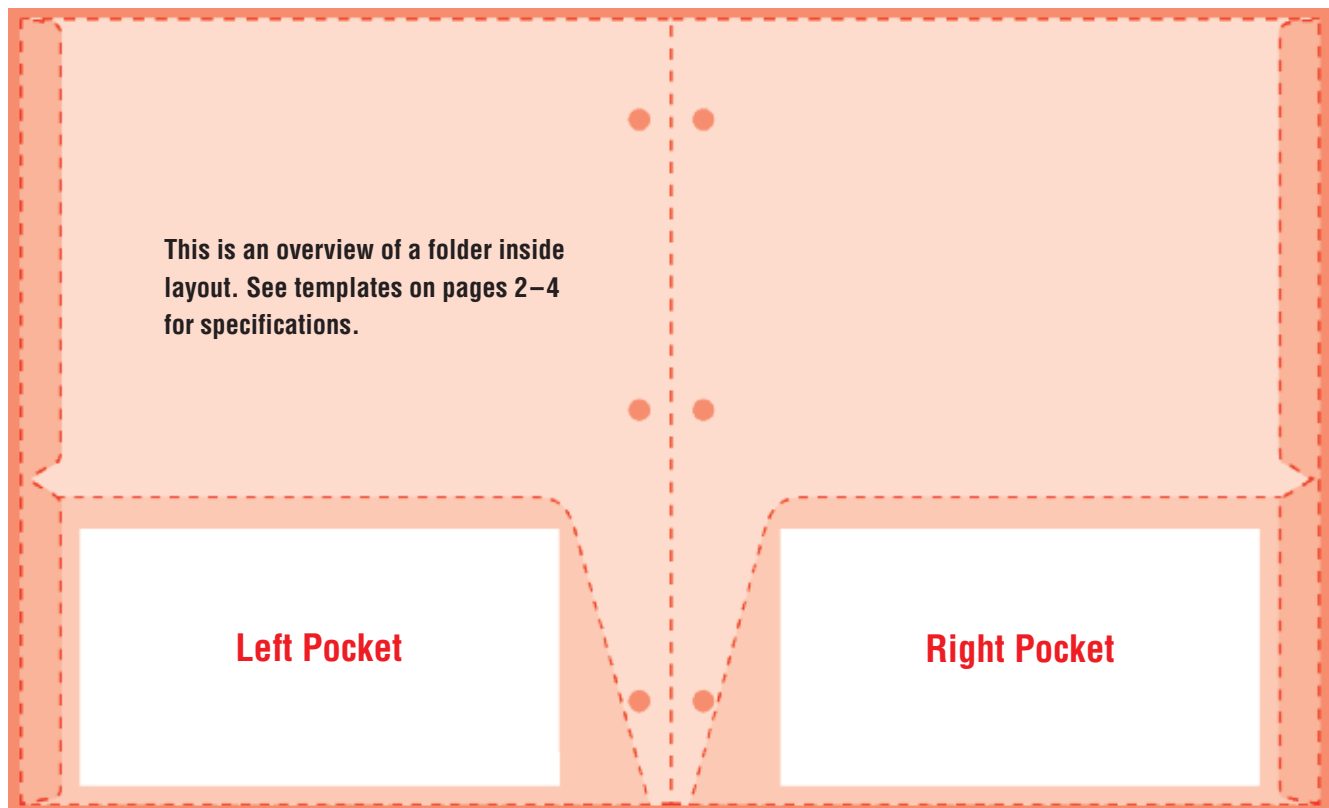 This is an overview of a folder inside
layout. See templates on pages 2–4
for specifications.
Left Pocket
Right Pocket